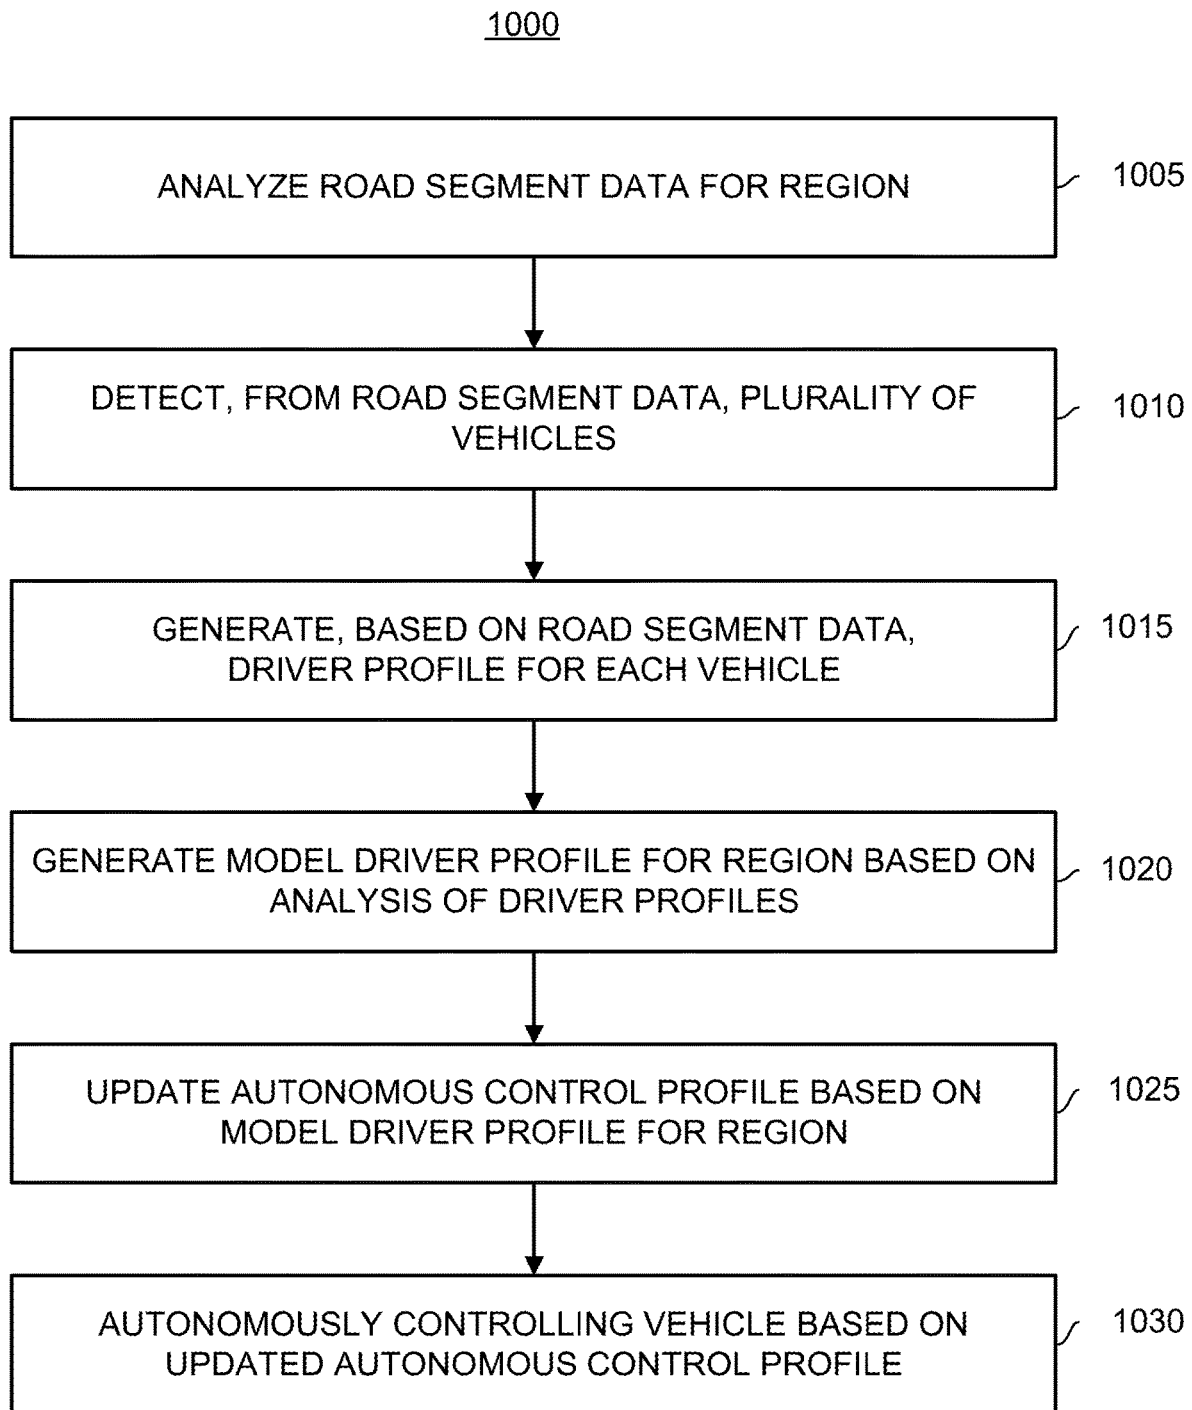 1000
ANALYZE ROAD SEGMENT DATA FOR REGION
1005
DETECT, FROM ROAD SEGMENT DATA, PLURALITY OF
VEHICLES
1010
GENERATE, BASED ON ROAD SEGMENT DATA,
DRIVER PROFILE FOR EACH VEHICLE
1015
GENERATE MODEL DRIVER PROFILE FOR REGION BASED ON
ANALYSIS OF DRIVER PROFILES
1020
UPDATE AUTONOMOUS CONTROL PROFILE BASED ON
MODEL DRIVER PROFILE FOR REGION
1025
AUTONOMOUSLY CONTROLLING VEHICLE BASED ON
UPDATED AUTONOMOUS CONTROL PROFILE
1030